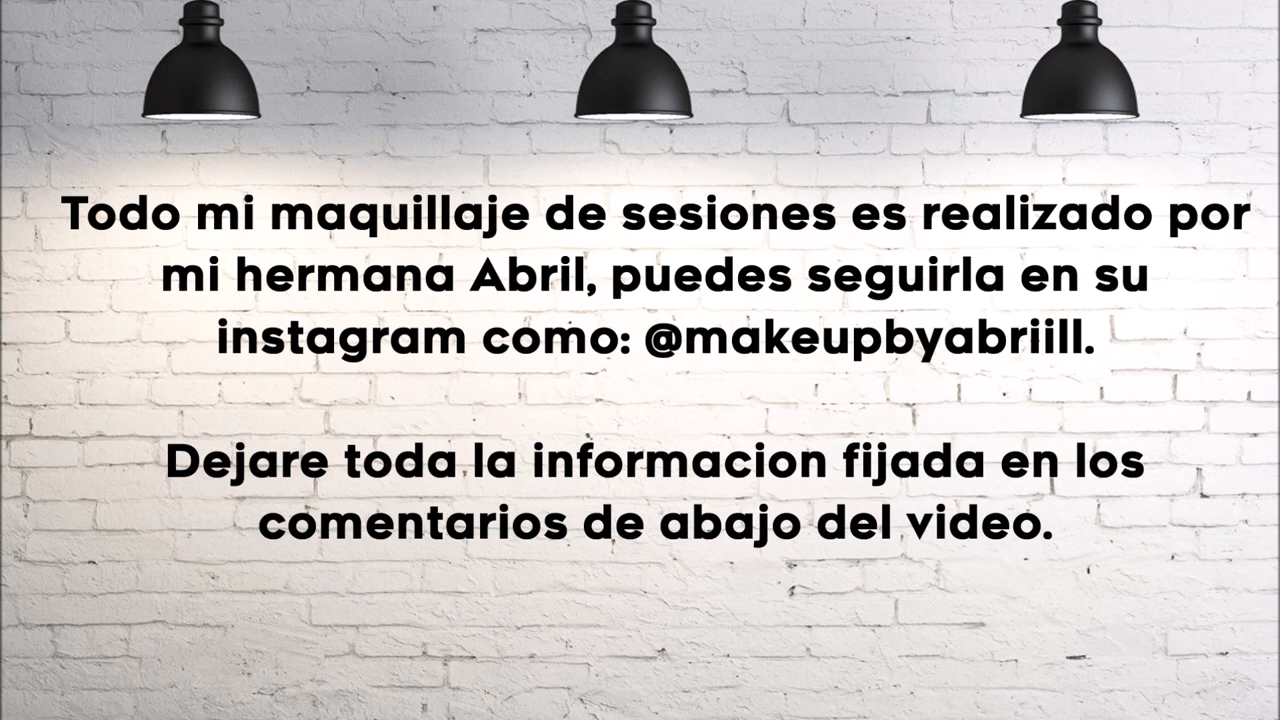 Todo mi maquillaje de sesiones es realizado por
mi hermana Abril, puedes seguirla en su
instagram como: @makeupbyabriill.
Dejare toda la informacion fijada en los
comentarios de abajo del video.